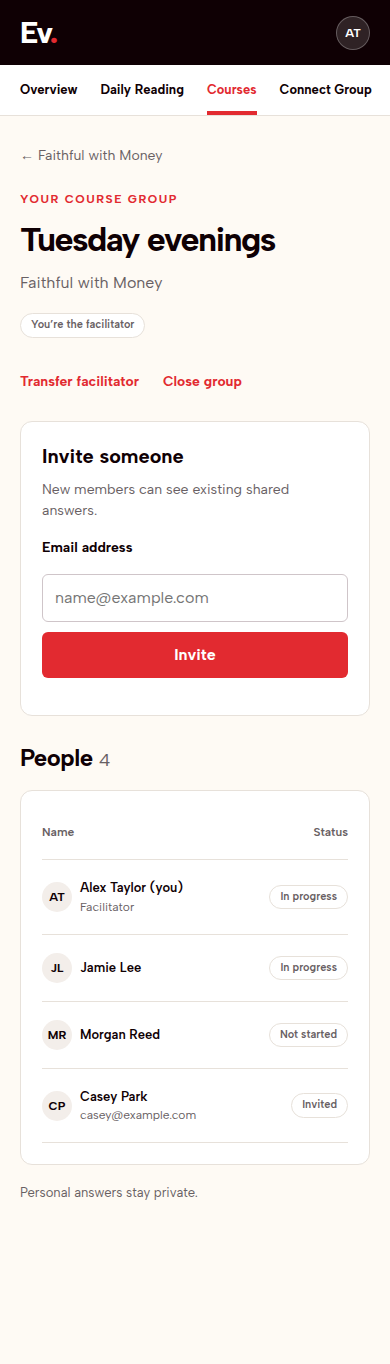 Ev.
AT
Overview Daily Reading Courses Connect Group
← Faithful with Money
YOUR COURSE GROUP
Tuesday evenings
Faithful with Money
You're the facilitator
Transfer facilitator Close group
Invite someone
New members can see existing shared
answers.
Email address
name@example.com
Invite
People 4
Name Status
AT Alex Taylor (you) In progress
Facilitator
JL Jamie Lee In progress
MR Morgan Reed Not started
CP Casey Park Invited
casey@example.com
Personal answers stay private.